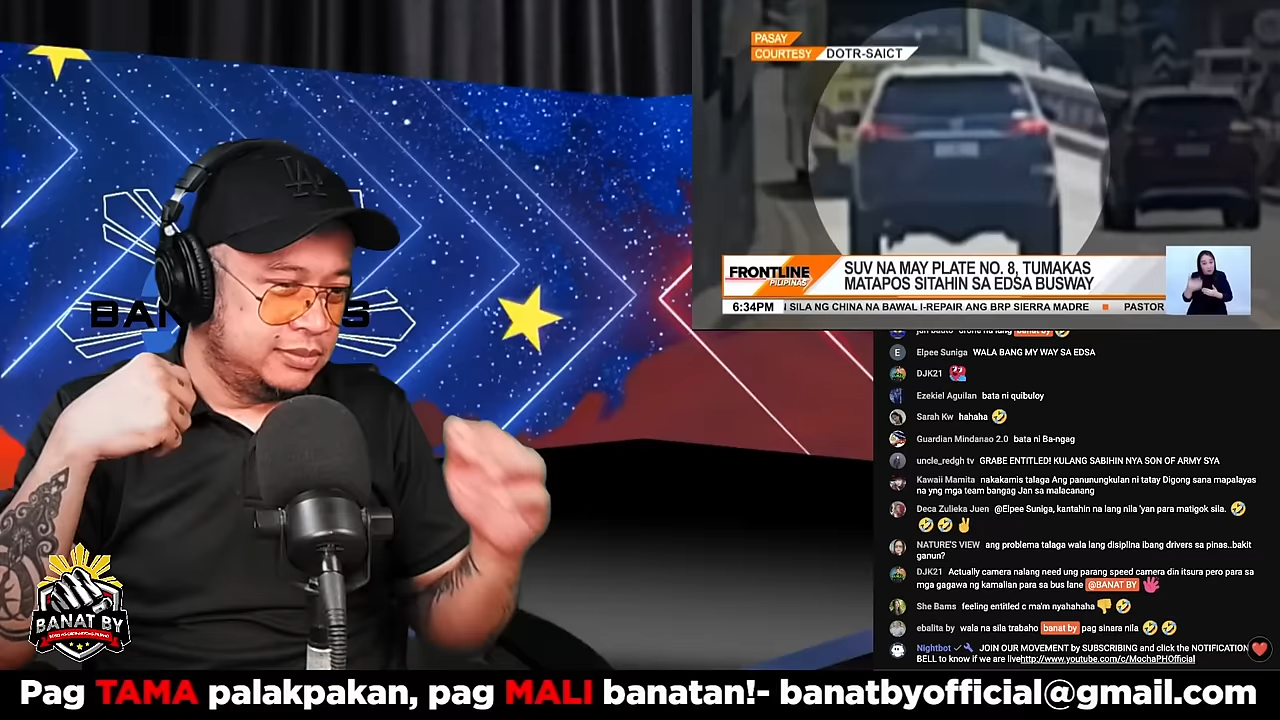 PASAY
COURTESY DOTR-SAICT
LA
FRONTLINE
PILIPINAS
SUV NA MAY PLATE NO. 8, TUMAKAS
MATAPOS SITAHIN SA EDSA BUSWAY
6:34PM I SILA NG CHINA NA BAWAL I-REPAIR ANG BRP SIERRA MADRE PASTOR
E Elpee Suniga WALA BANG MY WAY SA EDSA
DJK21
Ezekiel Aguilan bata ni quibuloy
Sarah Kw hahaha 🤣
Guardian Mindanao 2.0 bata ni Ba-ngag
uncle_redgh tv GRABE ENTITLED! KULANG SABIHIN NYA SON OF ARMY SYA
Kawaii Mamita nakakamis talaga Ang panunungkulan ni tatay Digong sana mapalayas
na yng mga team bangag Jan sa malacanang
Deca Zulieka Juen @Elpee Suniga, kantahin na lang nila 'yan para matigok sila. 🤣
🤣 🤣 ✌
NATURE'S VIEW ang problema talaga wala lang disiplina ibang drivers sa pinas..bakit
ganun?
DJK21 Actually camera nalang need ung parang speed camera din itsura pero para sa
mga gagawa ng kamalian para sa bus lane @BANAT BY
She Bams feeling entitled c ma'm nyahahaha 👎 🤣
ebalita by wala na sila trabaho banat by pag sinara nila 🤣 🤣
Nightbot JOIN OUR MOVEMENT by SUBSCRIBING and click the NOTIFICATION
BELL to know if we are livehttp://www.youtube.com/c/MochaPHOfficial
BANAT BY
Pag TAMA palakpakan, pag MALI banatan!- banatbyofficial@gmail.com